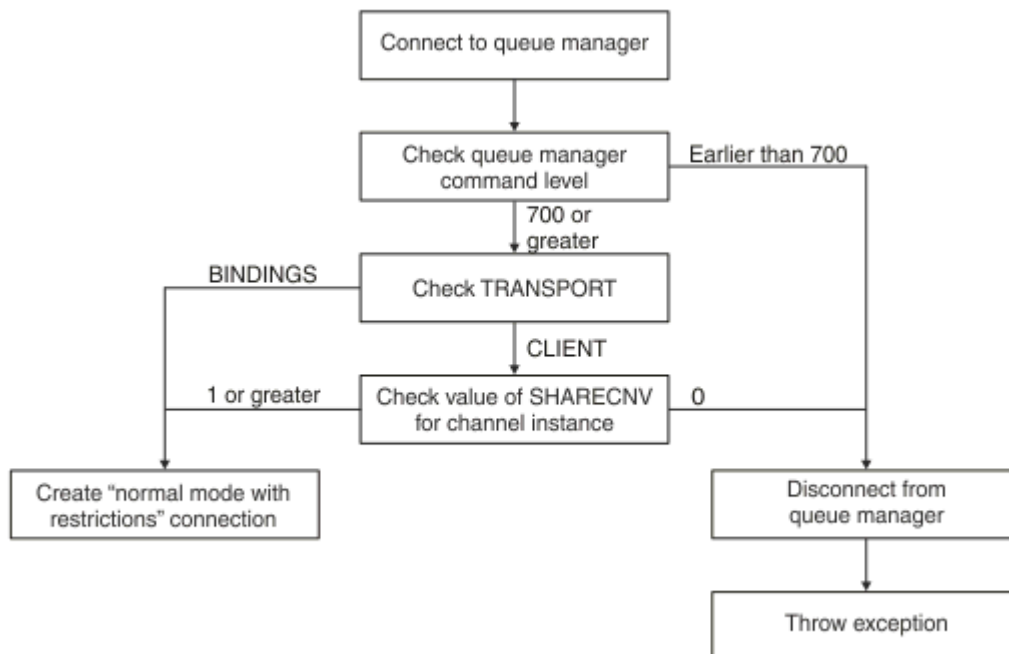 Connect to queue manager
Check queue manager
command level
Earlier than 700
700 or
greater
BINDINGS
Check TRANSPORT
CLIENT
1 or greater
Check value of SHARECNV
for channel instance
0
Create “normal mode with
restrictions” connection
Disconnect from
queue manager
Throw exception